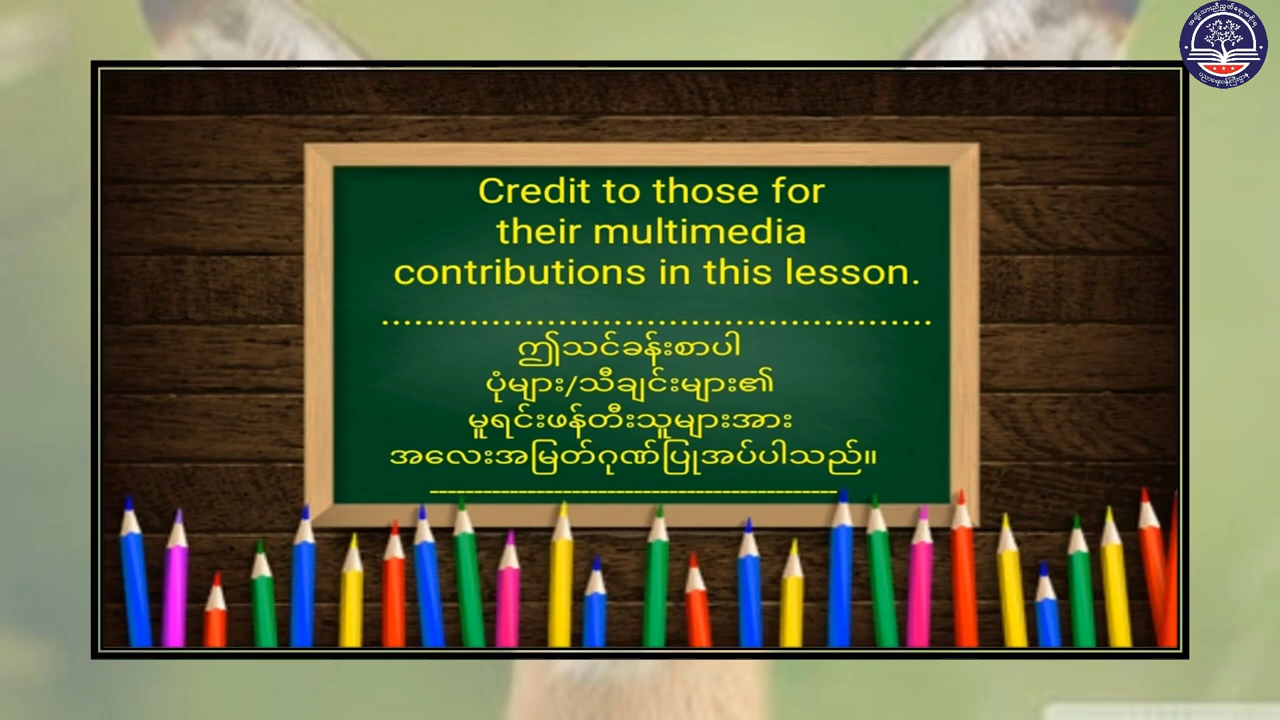 Credit to those for
their multimedia
contributions in this lesson.
ဤသင်ခန်းစာပါ
ပုံများ/သီချင်းများ၏
မူရင်းဖန်တီးသူများအား
အလေးအမြတ်ဂုဏ်ပြုအပ်ပါသည်။